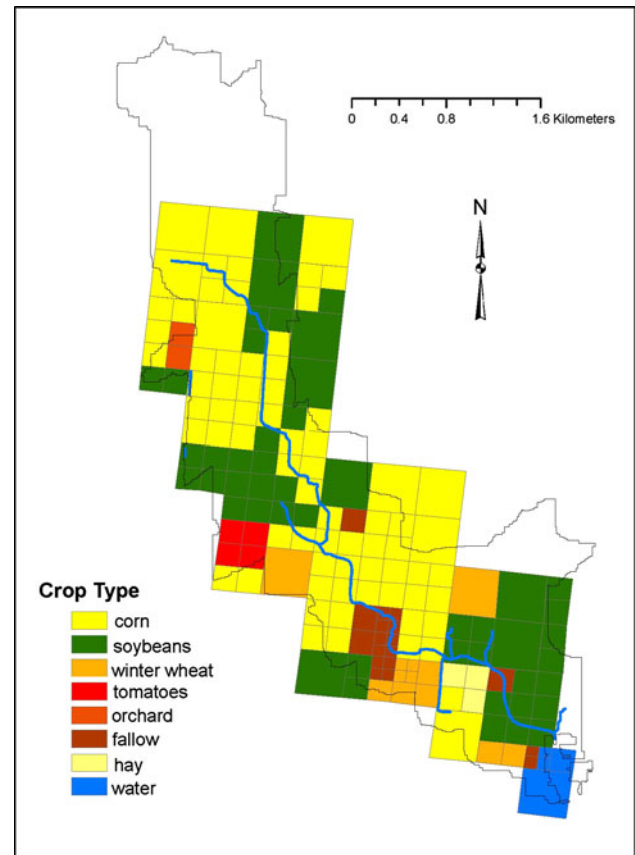 0 0.4 0.8 1.6 Kilometers
N
Crop Type
corn
soybeans
winter wheat
tomatoes
orchard
fallow
hay
water